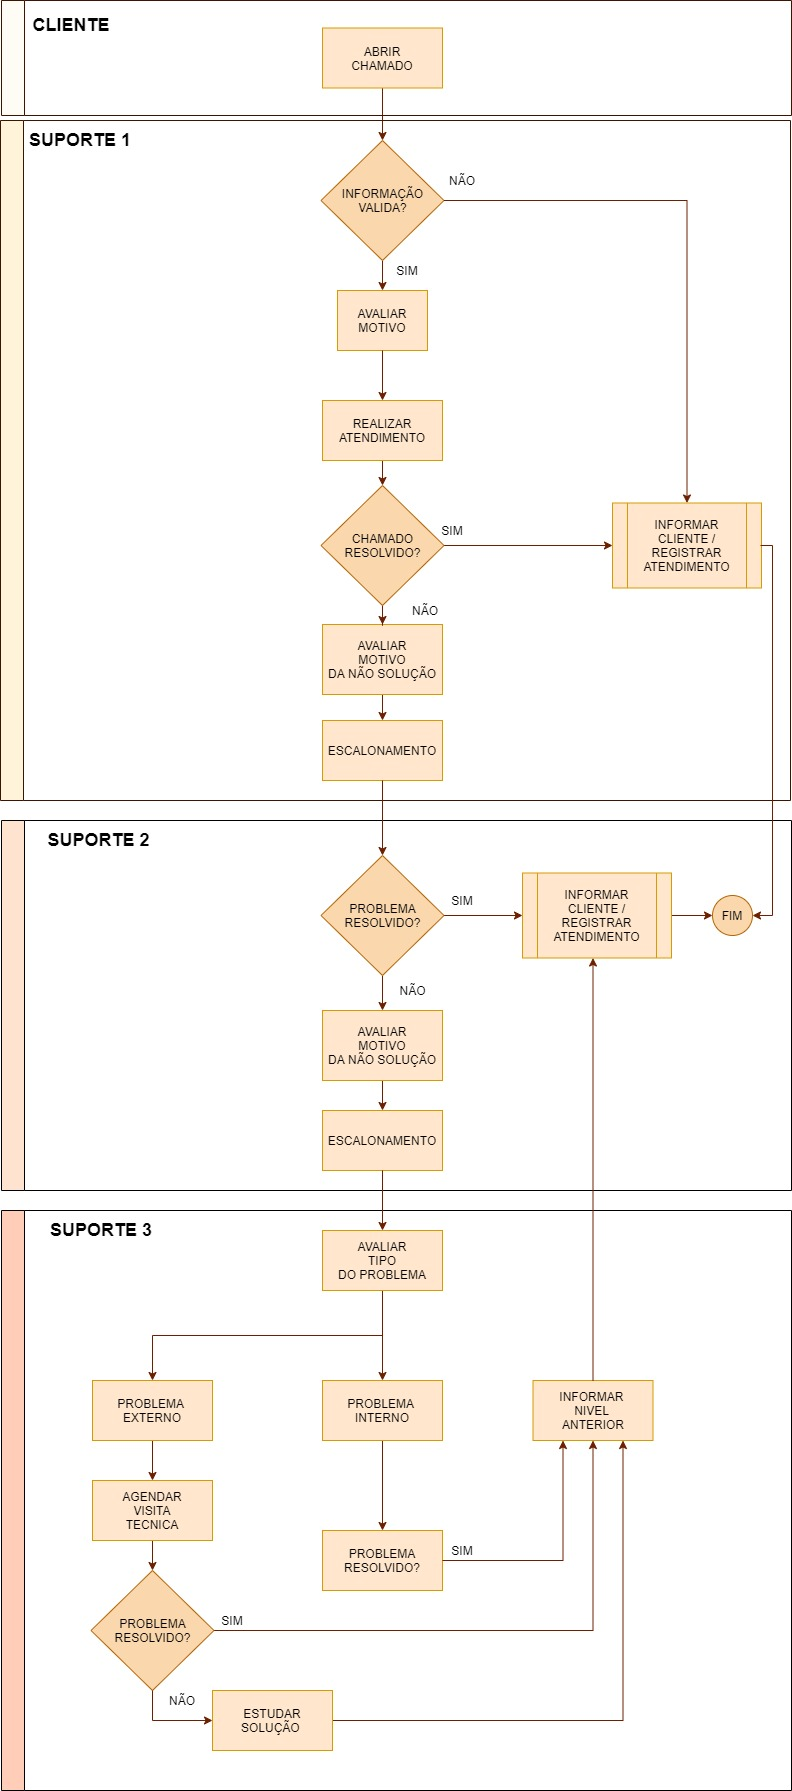 CLIENTE
ABRIR
CHAMADO
SUPORTE 1
INFORMAÇÃO
VALIDA?
NÃO
SIM
AVALIAR
MOTIVO
REALIZAR
ATENDIMENTO
CHAMADO
RESOLVIDO?
SIM
INFORMAR
CLIENTE /
REGISTRAR
ATENDIMENTO
NÃO
AVALIAR
MOTIVO
DA NÃO SOLUÇÃO
ESCALONAMENTO
SUPORTE 2
PROBLEMA
RESOLVIDO?
SIM
INFORMAR
CLIENTE /
REGISTRAR
ATENDIMENTO
FIM
NÃO
AVALIAR
MOTIVO
DA NÃO SOLUÇÃO
ESCALONAMENTO
SUPORTE 3
AVALIAR
TIPO
DO PROBLEMA
PROBLEMA
EXTERNO
PROBLEMA
INTERNO
INFORMAR
NIVEL
ANTERIOR
AGENDAR
VISITA
TECNICA
PROBLEMA
RESOLVIDO?
SIM
PROBLEMA
RESOLVIDO?
SIM
NÃO
ESTUDAR
SOLUÇÃO